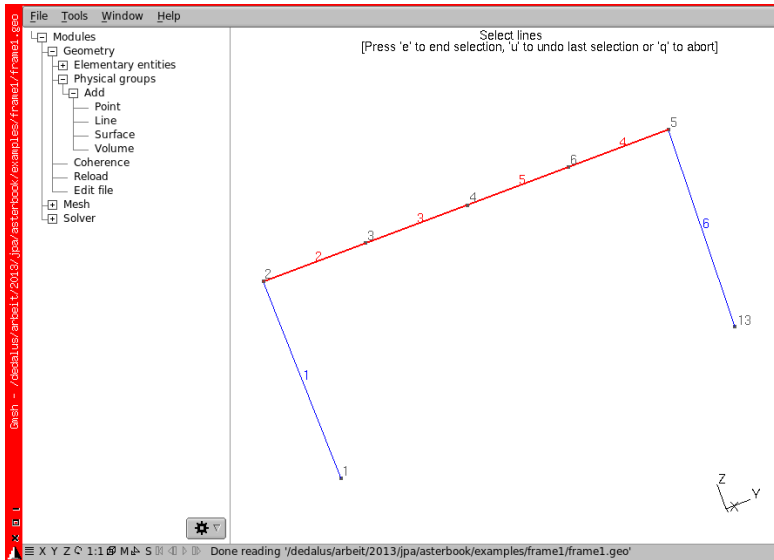 File Tools Window Help
Gmsh - /dedalus/arbeit/2013/jpa/asterbook/examples/frame1/frame1.geo
Modules
Geometry
Elementary entities
Physical groups
Add
Point
Line
Surface
Volume
Coherence
Reload
Edit file
Mesh
Solver
Select lines
[Press 'e' to end selection, 'u' to undo last selection or 'q' to abort]
5
4
6
5
4
3
3
2
2
6
13
1
1
Z
Y
X
X Y Z 1:1 M S Done reading '/dedalus/arbeit/2013/jpa/asterbook/examples/frame1/frame1.geo'